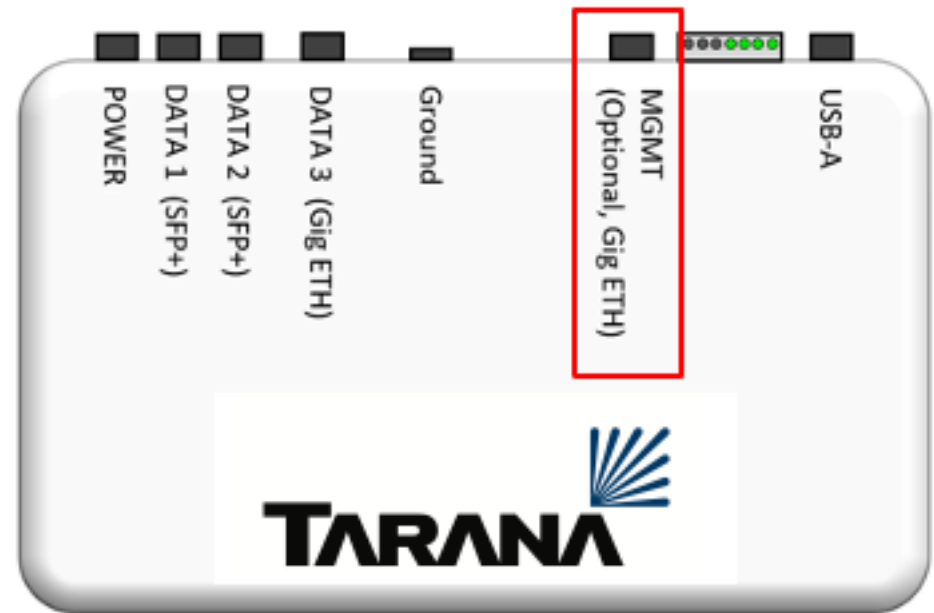 POWER
DATA 1 (SFP+)
DATA 2 (SFP+)
DATA 3 (Gig ETH)
Ground
MGMT
(Optional, Gig ETH)
USB-A
TARANA